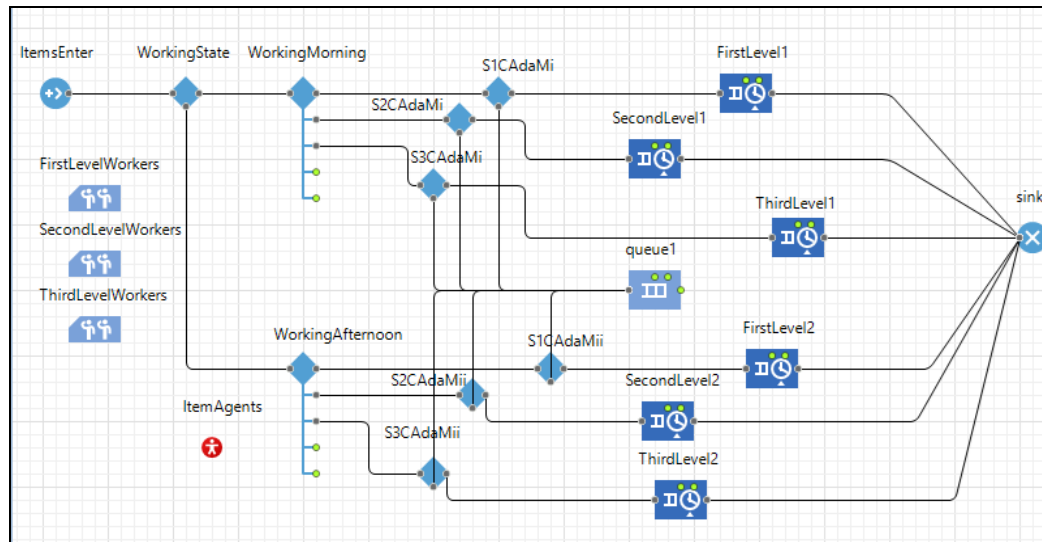 ItemsEnter
WorkingState
WorkingMorning
S1CAdaMi
FirstLevel1
S2CAdaMi
SecondLevel1
S3CAdaMi
FirstLevelWorkers
ThirdLevel1
sink
SecondLevelWorkers
queue1
ThirdLevelWorkers
WorkingAfternoon
S1CAdaMii
FirstLevel2
S2CAdaMii
SecondLevel2
ItemAgents
S3CAdaMii
ThirdLevel2